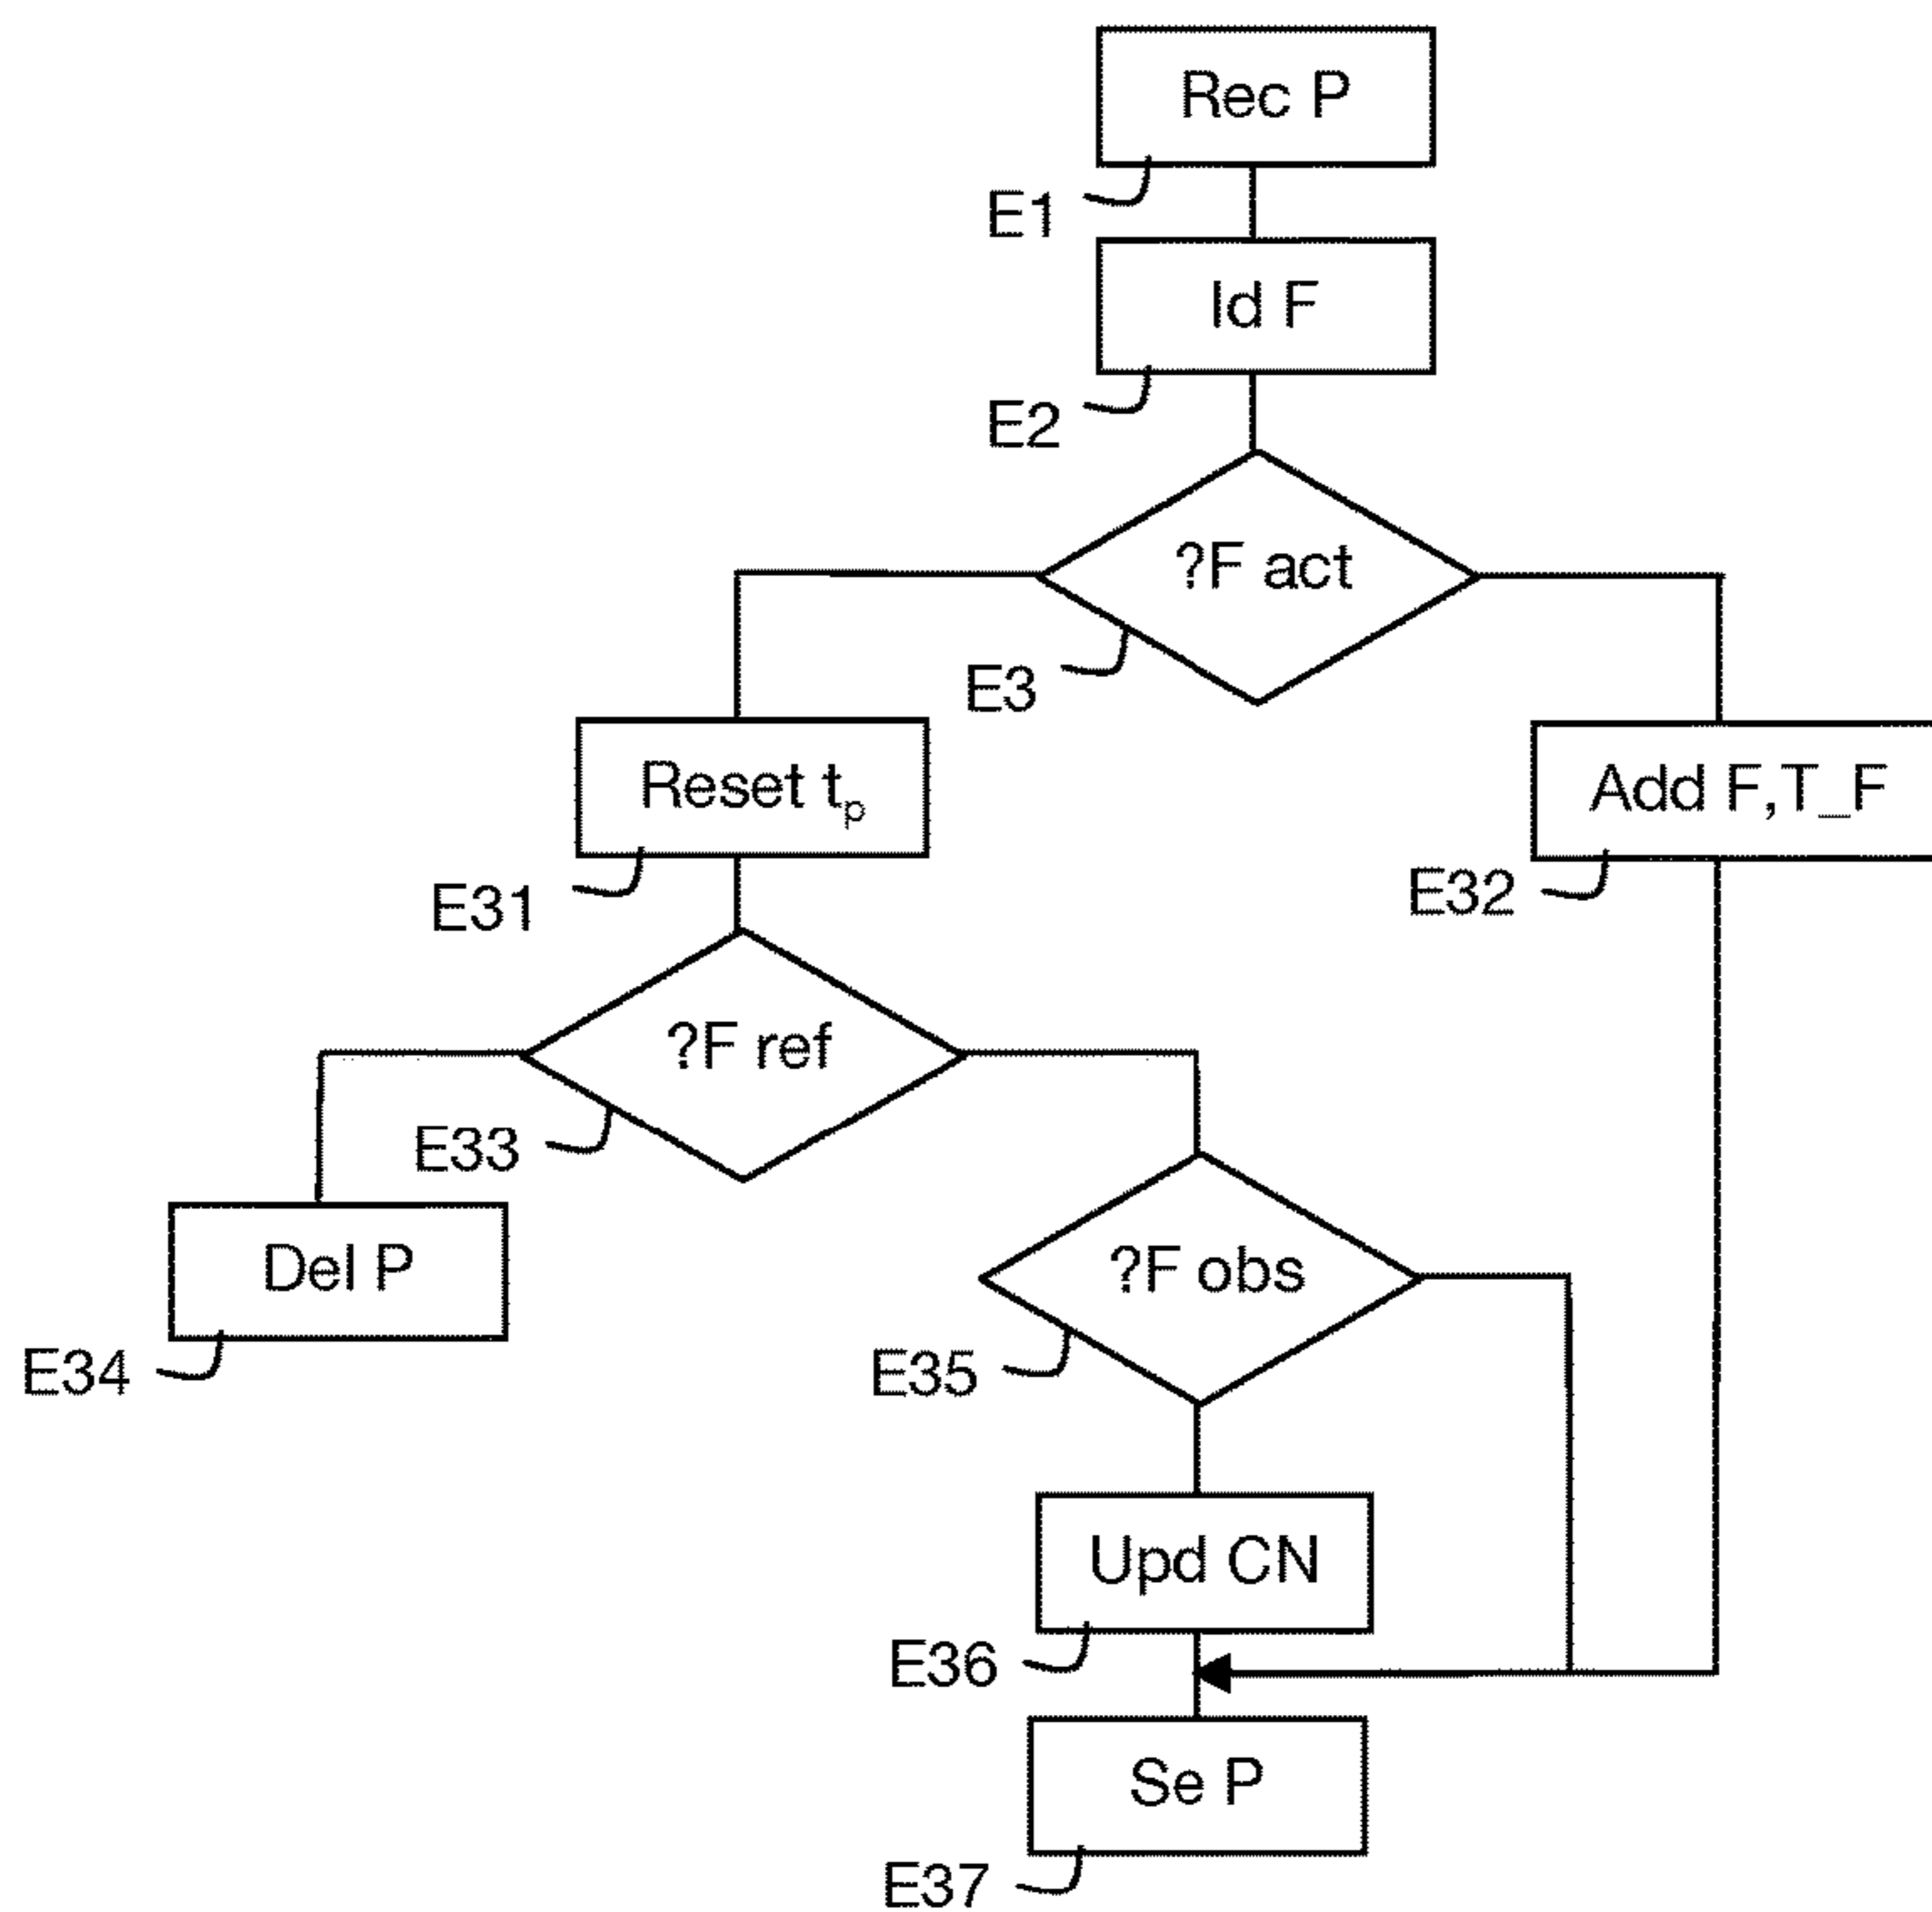 Rec P
E1
Id F
E2
?F act
E3
Reset tp
Add F,T_F
E31
E32
?F ref
E33
Del P
?F obs
E34
E35
Upd CN
E36
Se P
E37